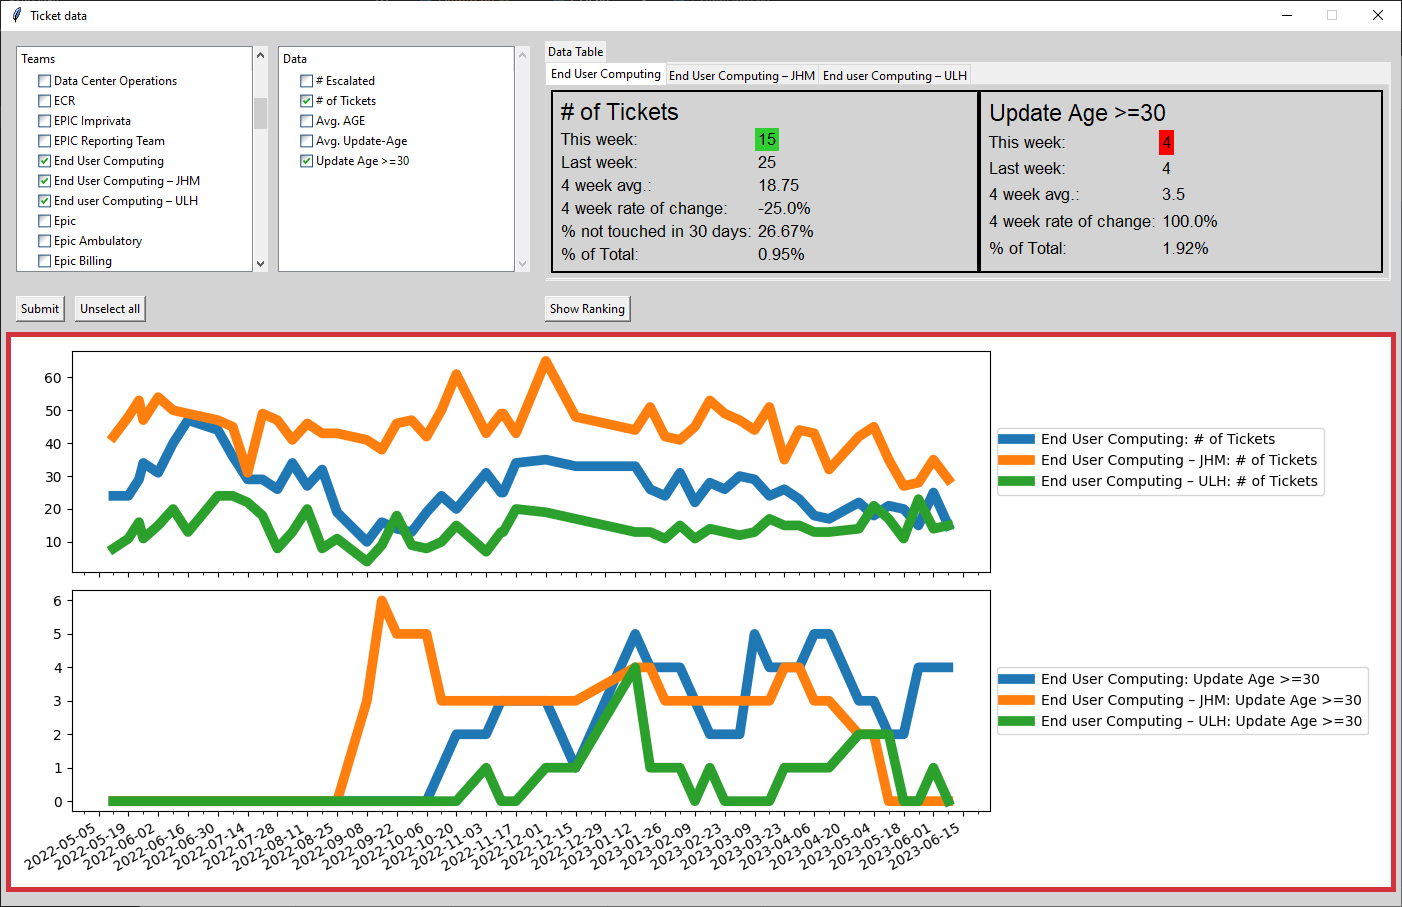 Ticket data
Teams
Data Center Operations
ECR
EPIC Imprivata
EPIC Reporting Team
End User Computing
End User Computing – JHM
End user Computing – ULH
Epic
Epic Ambulatory
Epic Billing
Data
# Escalated
# of Tickets
Avg. AGE
Avg. Update-Age
Update Age >=30
Submit
Unselect all
Data Table
End User Computing
End User Computing – JHM
End user Computing – ULH
# of Tickets
This week: 15
Last week: 25
4 week avg.: 18.75
4 week rate of change: -25.0%
% not touched in 30 days: 26.67%
% of Total: 0.95%
Update Age >=30
This week: 4
Last week: 4
4 week avg.: 3.5
4 week rate of change: 100.0%
% of Total: 1.92%
Show Ranking
60
50
40
30
20
10
End User Computing: # of Tickets
End User Computing – JHM: # of Tickets
End user Computing – ULH: # of Tickets
6
5
4
3
2
1
0
End User Computing: Update Age >=30
End User Computing – JHM: Update Age >=30
End user Computing – ULH: Update Age >=30
2022-05-05
2022-05-19
2022-06-02
2022-06-16
2022-06-30
2022-07-14
2022-07-28
2022-08-11
2022-08-25
2022-09-08
2022-09-22
2022-10-06
2022-10-20
2022-11-03
2022-11-17
2022-12-01
2022-12-15
2022-12-29
2023-01-12
2023-01-26
2023-02-09
2023-02-23
2023-03-09
2023-03-23
2023-04-06
2023-04-20
2023-05-04
2023-05-18
2023-06-01
2023-06-15